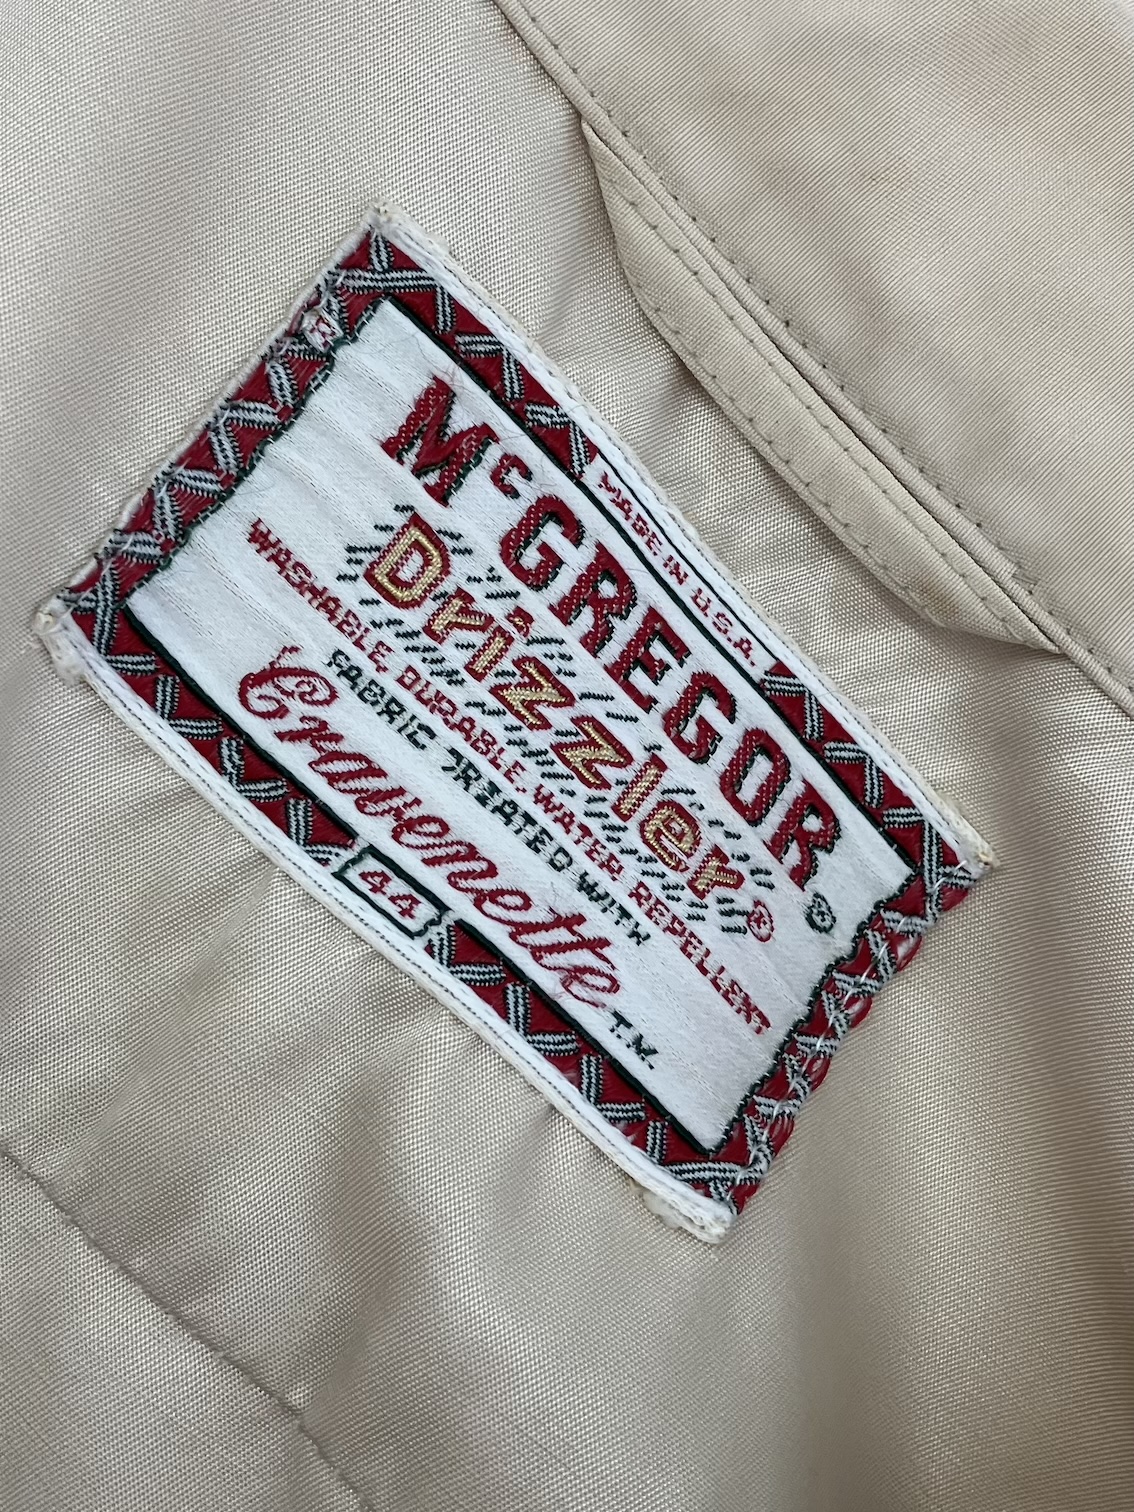 MADE IN U.S.A.
McGREGOR®
Drizzler®
WASHABLE, DURABLE, WATER REPELLENT
FABRIC TREATED WITH
Cravenette T.M.
44